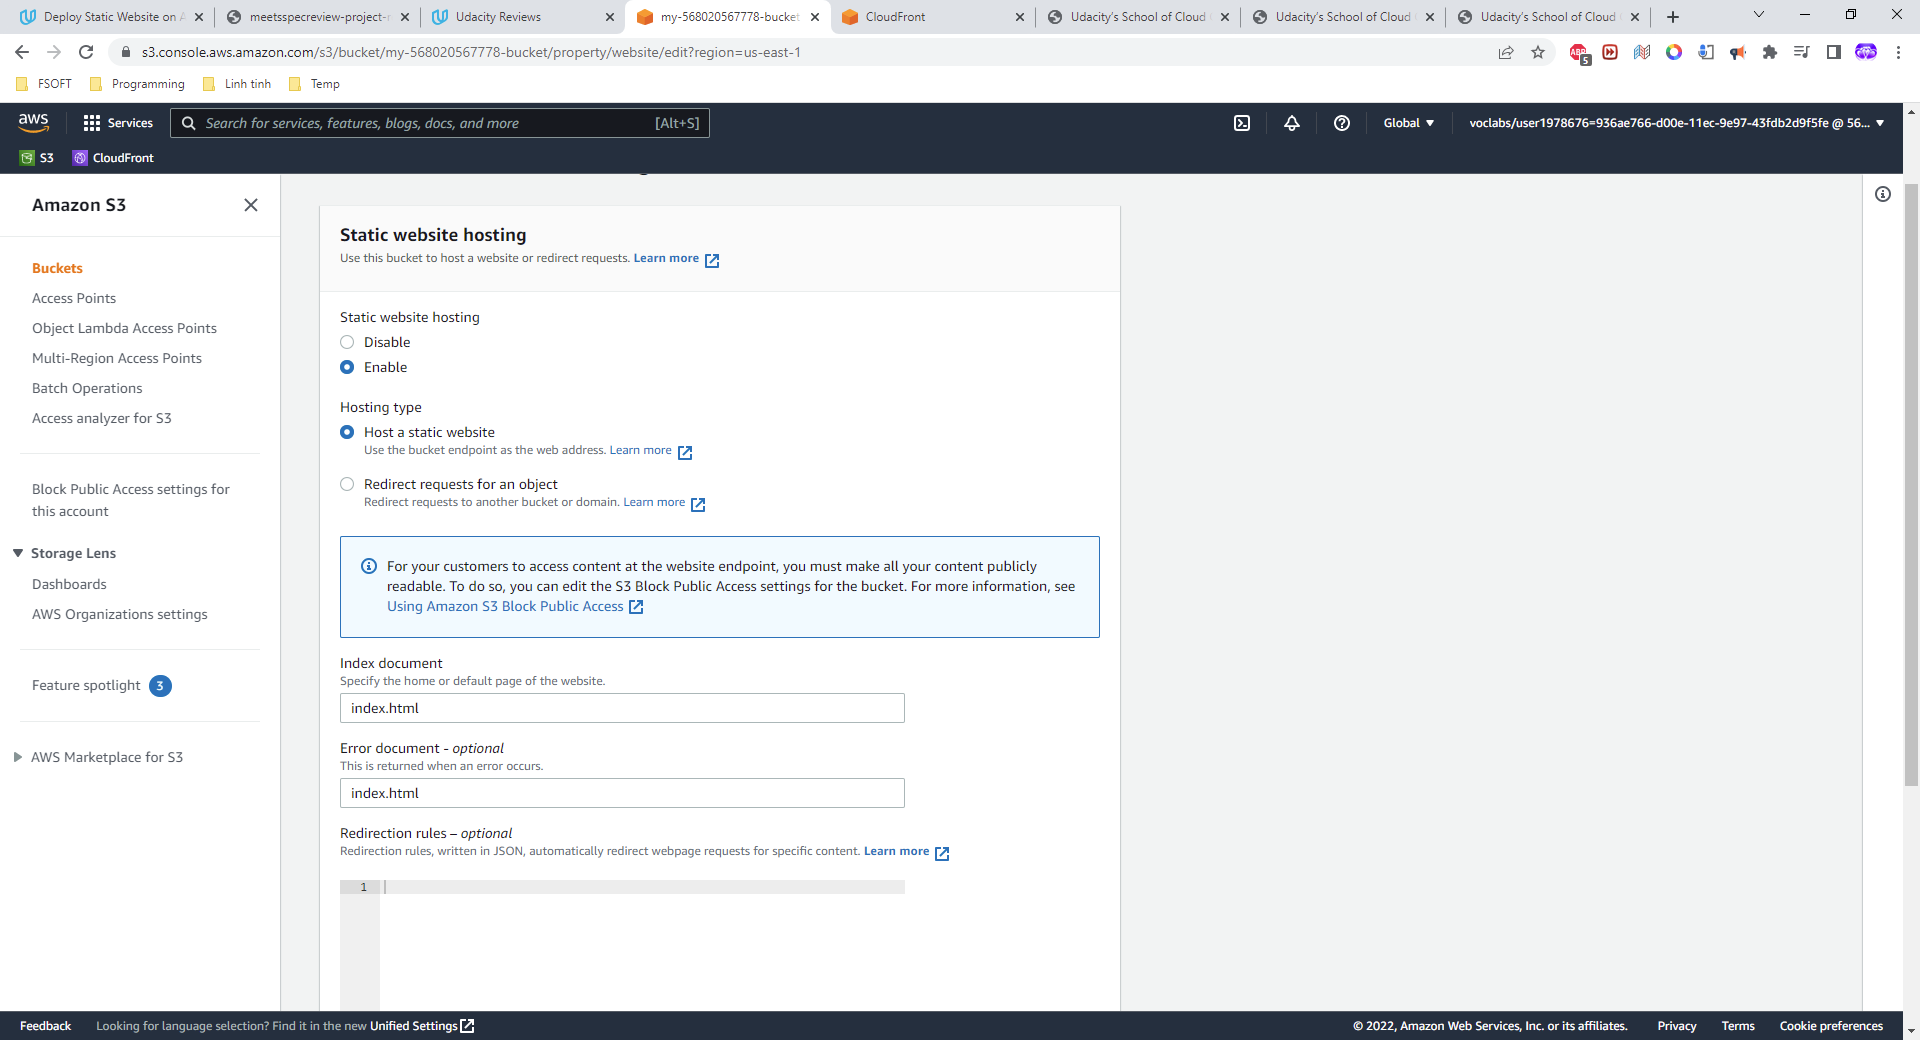 Deploy Static Website on A
meetsspecreview-project-r
Udacity Reviews
my-568020567778-bucket
CloudFront
Udacity's School of Cloud
Udacity's School of Cloud
Udacity's School of Cloud
s3.console.aws.amazon.com/s3/bucket/my-568020567778-bucket/property/website/edit?region=us-east-1
ABP
5
FSOFT
Programming
Linh tinh
Temp
aws
Services
Search for services, features, blogs, docs, and more
[Alt+S]
Global
voclabs/user1978676=936ae766-d00e-11ec-9e97-43fdb2d9f5fe @ 56...
S3
CloudFront
Amazon S3
Buckets
Access Points
Object Lambda Access Points
Multi-Region Access Points
Batch Operations
Access analyzer for S3
Block Public Access settings for
this account
Storage Lens
Dashboards
AWS Organizations settings
Feature spotlight 3
AWS Marketplace for S3
Static website hosting
Use this bucket to host a website or redirect requests. Learn more
Static website hosting
Disable
Enable
Hosting type
Host a static website
Use the bucket endpoint as the web address. Learn more
Redirect requests for an object
Redirect requests to another bucket or domain. Learn more
For your customers to access content at the website endpoint, you must make all your content publicly
readable. To do so, you can edit the S3 Block Public Access settings for the bucket. For more information, see
Using Amazon S3 Block Public Access
Index document
Specify the home or default page of the website.
index.html
Error document - optional
This is returned when an error occurs.
index.html
Redirection rules – optional
Redirection rules, written in JSON, automatically redirect webpage requests for specific content. Learn more
1
Feedback
Looking for language selection? Find it in the new Unified Settings
© 2022, Amazon Web Services, Inc. or its affiliates.
Privacy
Terms
Cookie preferences